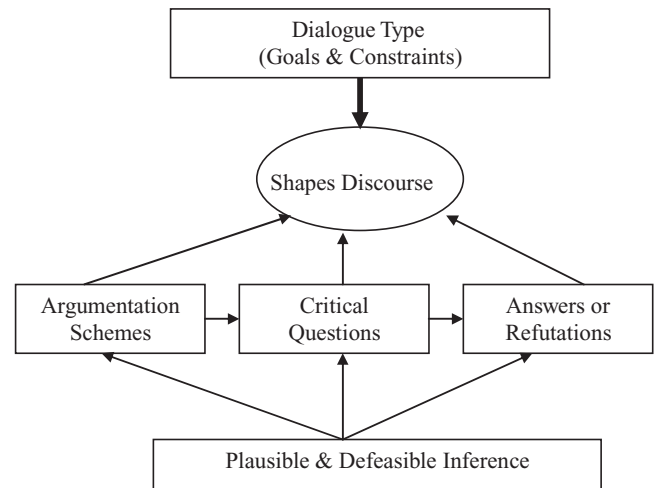 Dialogue Type
(Goals & Constraints)
Shapes Discourse
Argumentation
Schemes
Critical
Questions
Answers or
Refutations
Plausible & Defeasible Inference